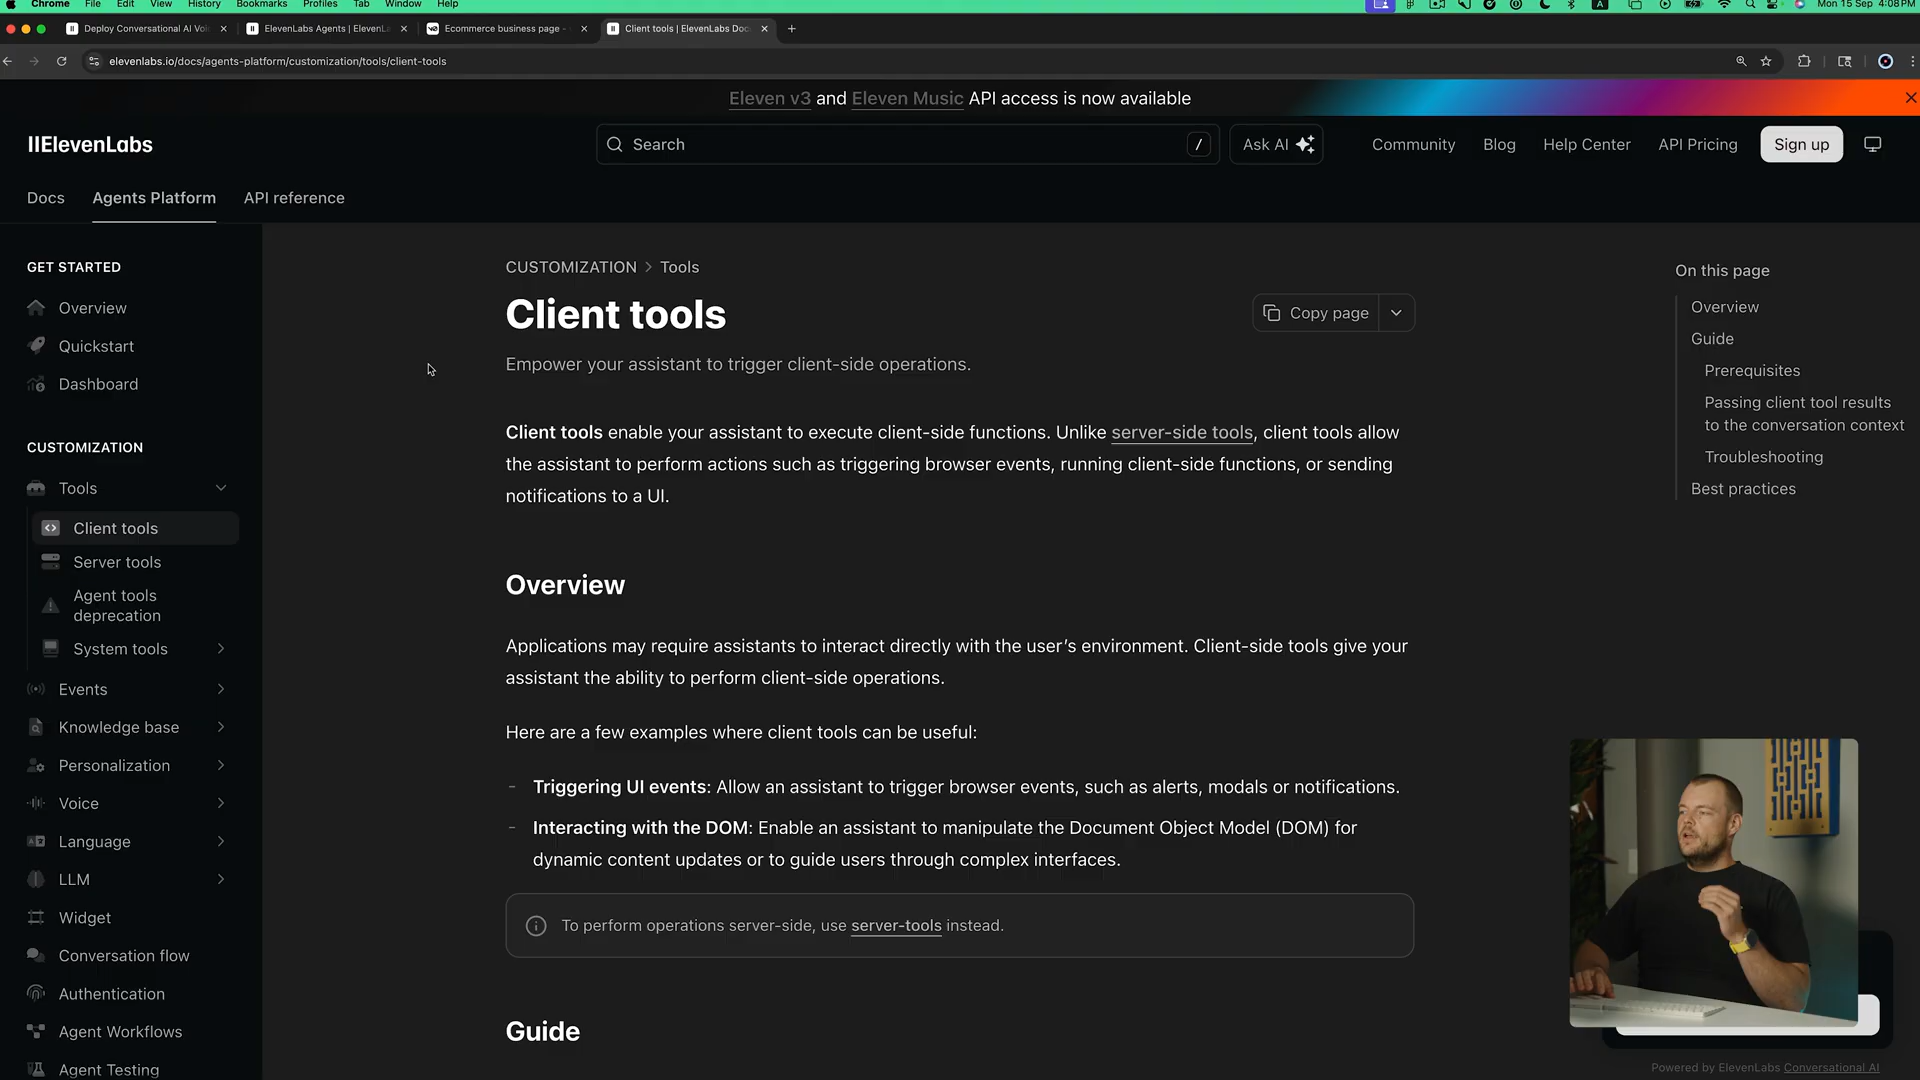 Chrome File Edit View History Bookmarks Profiles Tab Window Help Mon 15 Sep 4:08 PM
Deploy Conversational AI Voi
ElevenLabs Agents | ElevenLa
Ecommerce business page -
Client tools | ElevenLabs Doc
elevenlabs.io/docs/agents-platform/customization/tools/client-tools
Eleven v3 and Eleven Music API access is now available
IIElevenLabs
Search
/
Ask AI
Community
Blog
Help Center
API Pricing
Sign up
Docs
Agents Platform
API reference
GET STARTED
Overview
Quickstart
Dashboard
CUSTOMIZATION
Tools
Client tools
Server tools
Agent tools
deprecation
System tools
Events
Knowledge base
Personalization
Voice
Language
LLM
Widget
Conversation flow
Authentication
Agent Workflows
Agent Testing
CUSTOMIZATION > Tools
Client tools
Copy page
Empower your assistant to trigger client-side operations.
Client tools enable your assistant to execute client-side functions. Unlike server-side tools, client tools allow
the assistant to perform actions such as triggering browser events, running client-side functions, or sending
notifications to a UI.
Overview
Applications may require assistants to interact directly with the user’s environment. Client-side tools give your
assistant the ability to perform client-side operations.
Here are a few examples where client tools can be useful:
- Triggering UI events: Allow an assistant to trigger browser events, such as alerts, modals or notifications.
- Interacting with the DOM: Enable an assistant to manipulate the Document Object Model (DOM) for
dynamic content updates or to guide users through complex interfaces.
To perform operations server-side, use server-tools instead.
Guide
On this page
Overview
Guide
Prerequisites
Passing client tool results
to the conversation context
Troubleshooting
Best practices
Powered by ElevenLabs Conversational AI